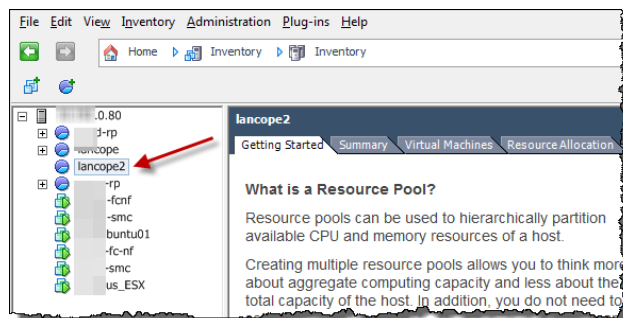 File Edit View Inventory Administration Plug-ins Help
Home Inventory Inventory
.0.80
d-rp
lancope
lancope2
-rp
-fcnf
-smc
buntu01
-fc-nf
-smc
us_ESX
lancope2
Getting Started Summary Virtual Machines Resource Allocation
What is a Resource Pool?
Resource pools can be used to hierarchically partition
available CPU and memory resources of a host.
Creating multiple resource pools allows you to think more
about aggregate computing capacity and less about the
total capacity of the host. In addition, you do not need to